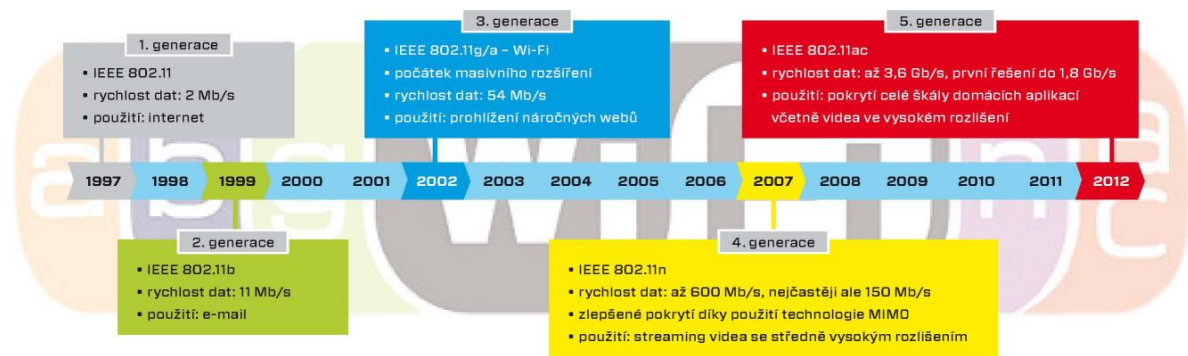 1. generace
▪ IEEE 802.11
▪ rychlost dat: 2 Mb/s
▪ použití: internet
3. generace
▪ IEEE 802.11g/a – Wi-Fi
▪ počátek masivního rozšíření
▪ rychlost dat: 54 Mb/s
▪ použití: prohlížení náročných webů
5. generace
▪ IEEE 802.11ac
▪ rychlost dat: až 3,6 Gb/s, první řešení do 1,8 Gb/s
▪ použití: pokrytí celé škály domácích aplikací
včetně videa ve vysokém rozlišení
1997 1998 1999 2000 2001 2002 2003 2004 2005 2006 2007 2008 2009 2010 2011 2012
2. generace
▪ IEEE 802.11b
▪ rychlost dat: 11 Mb/s
▪ použití: e-mail
4. generace
▪ IEEE 802.11n
▪ rychlost dat: až 600 Mb/s, nejčastěji ale 150 Mb/s
▪ zlepšené pokrytí díky použití technologie MIMO
▪ použití: streaming videa se středně vysokým rozlišením
a b g Wi Fi n ac